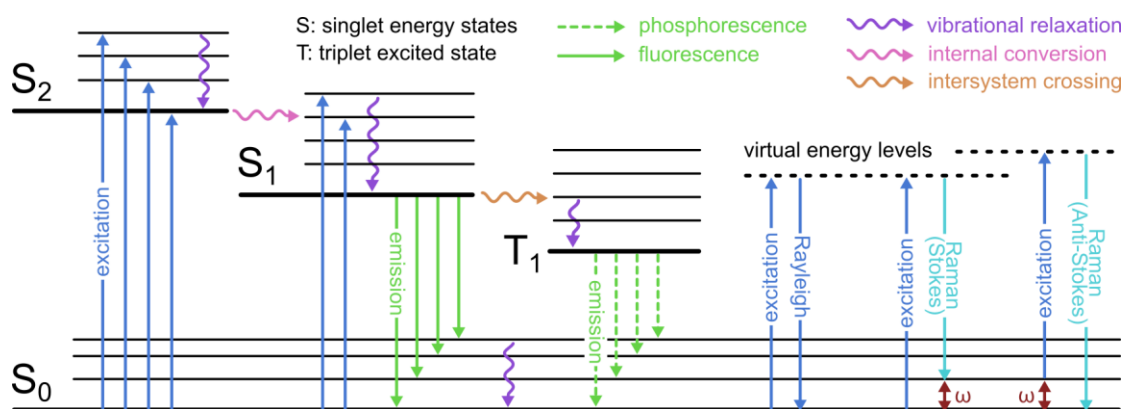 S: singlet energy states
T: triplet excited state
phosphorescence
fluorescence
vibrational relaxation
internal conversion
intersystem crossing
S2
S1
T1
S0
virtual energy levels
excitation
emission
emission
excitation
Rayleigh
excitation
Raman
(Stokes)
excitation
Raman
(Anti-Stokes)
ω
ω